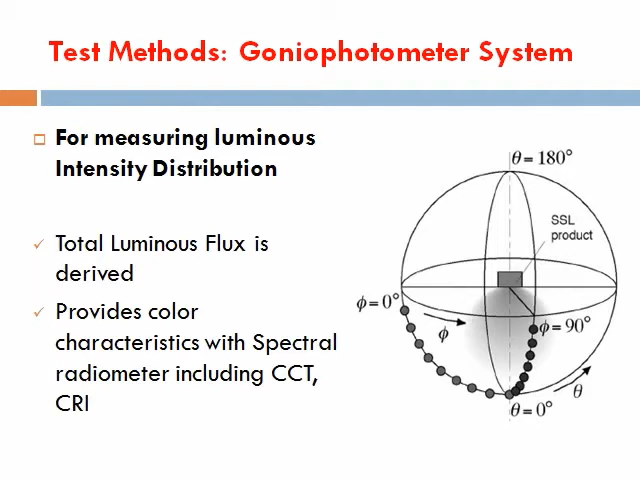 Test Methods: Goniophotometer System
For measuring luminous
Intensity Distribution
Total Luminous Flux is
derived
Provides color
characteristics with Spectral
radiometer including CCT,
CRI
θ = 180°
SSL
product
ϕ = 0°
ϕ
ϕ = 90°
θ
θ = 0°